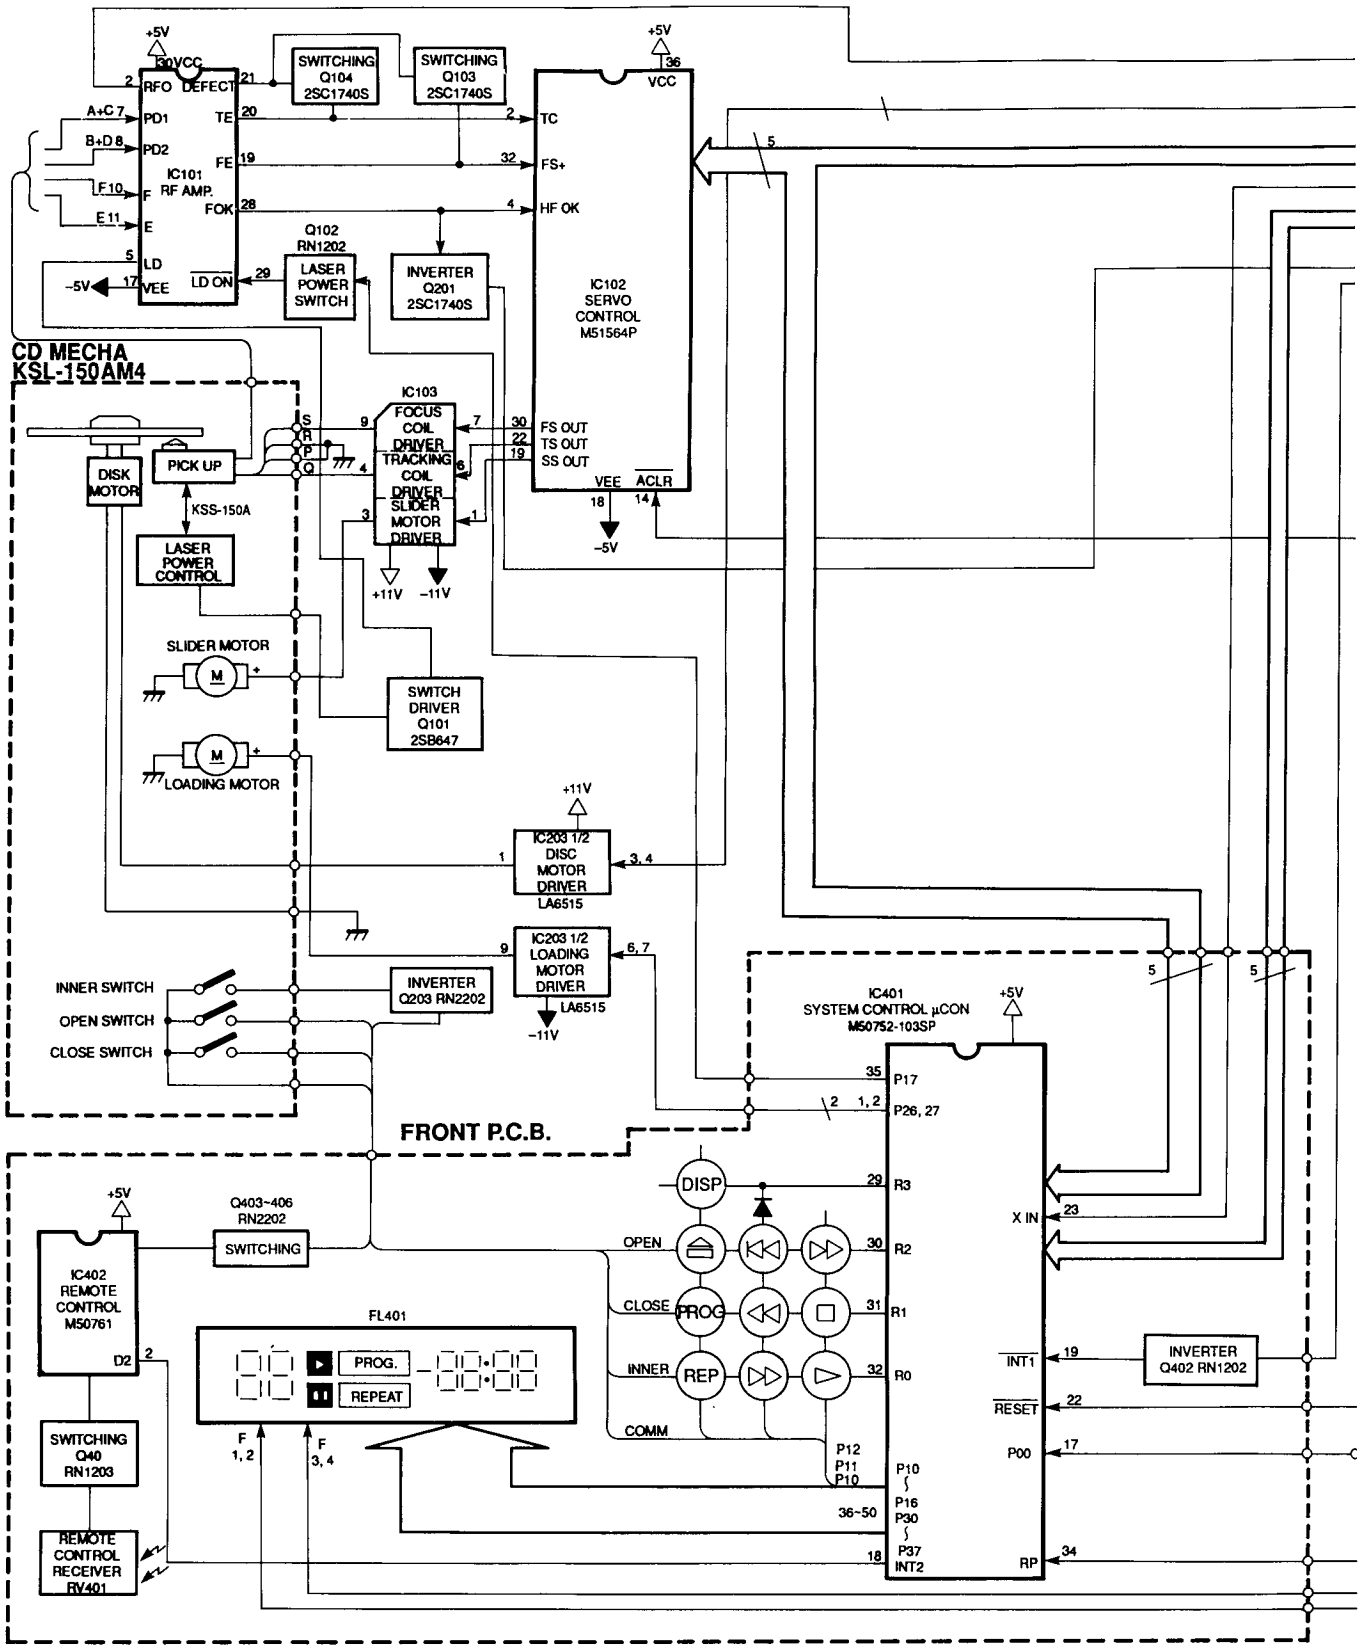 +5V
30
VCC
2
RFO
DEFECT
21
A+C 7
PD1
TE
20
B+D 8
PD2
FE
19
IC101
RF AMP.
F 10
F
FOK
28
E 11
E
5
LD
LD ON
29
-5V
17
VEE
SWITCHING
Q104
2SC1740S
SWITCHING
Q103
2SC1740S
Q102
RN1202
LASER
POWER
SWITCH
INVERTER
Q201
2SC1740S
+5V
36
VCC
2
TC
32
FS+
4
HF OK
IC102
SERVO
CONTROL
M51564P
30
FS OUT
22
TS OUT
19
SS OUT
VEE
ACLR
18
14
-5V
5
CD MECHA
KSL-150AM4
IC103
FOCUS
COIL
DRIVER
TRACKING
COIL
DRIVER
SLIDER
MOTOR
DRIVER
9
7
4
6
3
1
+11V
-11V
S
R
P
Q
DISK
MOTOR
PICK UP
KSS-150A
LASER
POWER
CONTROL
SLIDER MOTOR
M
+
M
+
LOADING MOTOR
SWITCH
DRIVER
Q101
2SB647
+11V
1
IC203 1/2
DISC
MOTOR
DRIVER
3, 4
LA6515
9
IC203 1/2
LOADING
MOTOR
DRIVER
6, 7
LA6515
-11V
INNER SWITCH
OPEN SWITCH
CLOSE SWITCH
INVERTER
Q203 RN2202
5
5
IC401
SYSTEM CONTROL µCON
M50752-103SP
+5V
35
P17
2
1, 2
P26, 27
FRONT P.C.B.
DISP
29
R3
X IN
23
OPEN
30
R2
CLOSE
PROG
31
R1
INNER
REP
32
R0
COMM
INT1
19
INVERTER
Q402 RN1202
RESET
22
P00
17
P12
P11
P10
P10
P16
36~50
P30
P37
18
INT2
RP
34
+5V
Q403~406
RN2202
SWITCHING
IC402
REMOTE
CONTROL
M50761
D2
2
FL401
PROG.
REPEAT
-88:88
F
1, 2
F
3, 4
SWITCHING
Q40
RN1203
REMOTE
CONTROL
RECEIVER
RV401